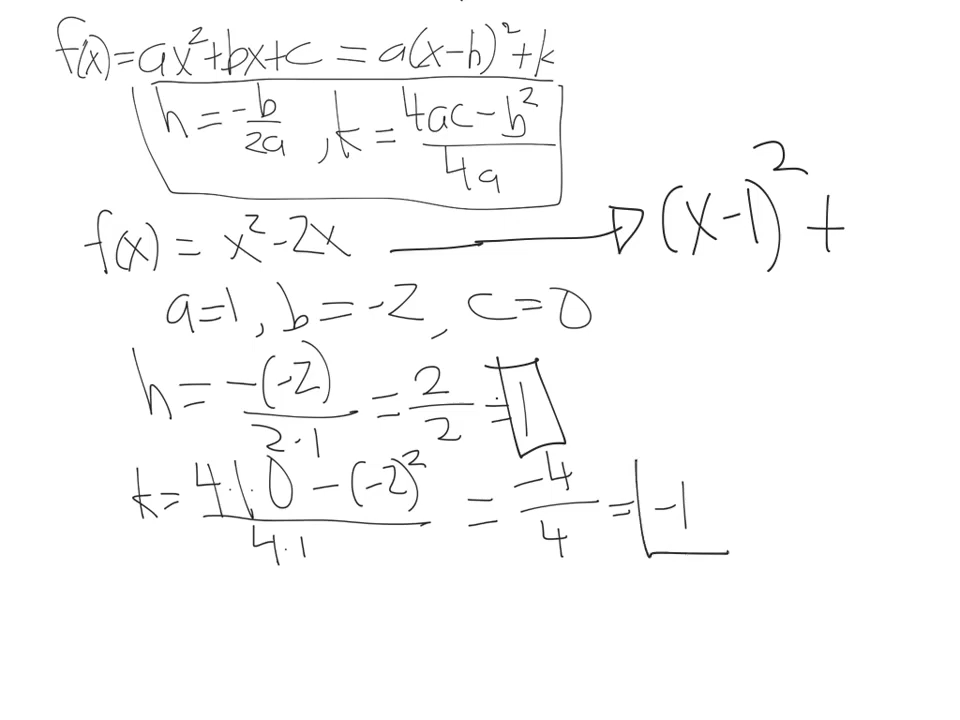 f(x)=ax²+bx+c = a(x-h)²+k
h = -b/2a , k = 4ac-b²/4a
f(x) = x²-2x → (x-1)² +
a=1, b=-2, c=0
h = -(-2)/2·1 = 2/2 = 1
k = 4·1·0-(-2)²/4·1 = -4/4 = -1